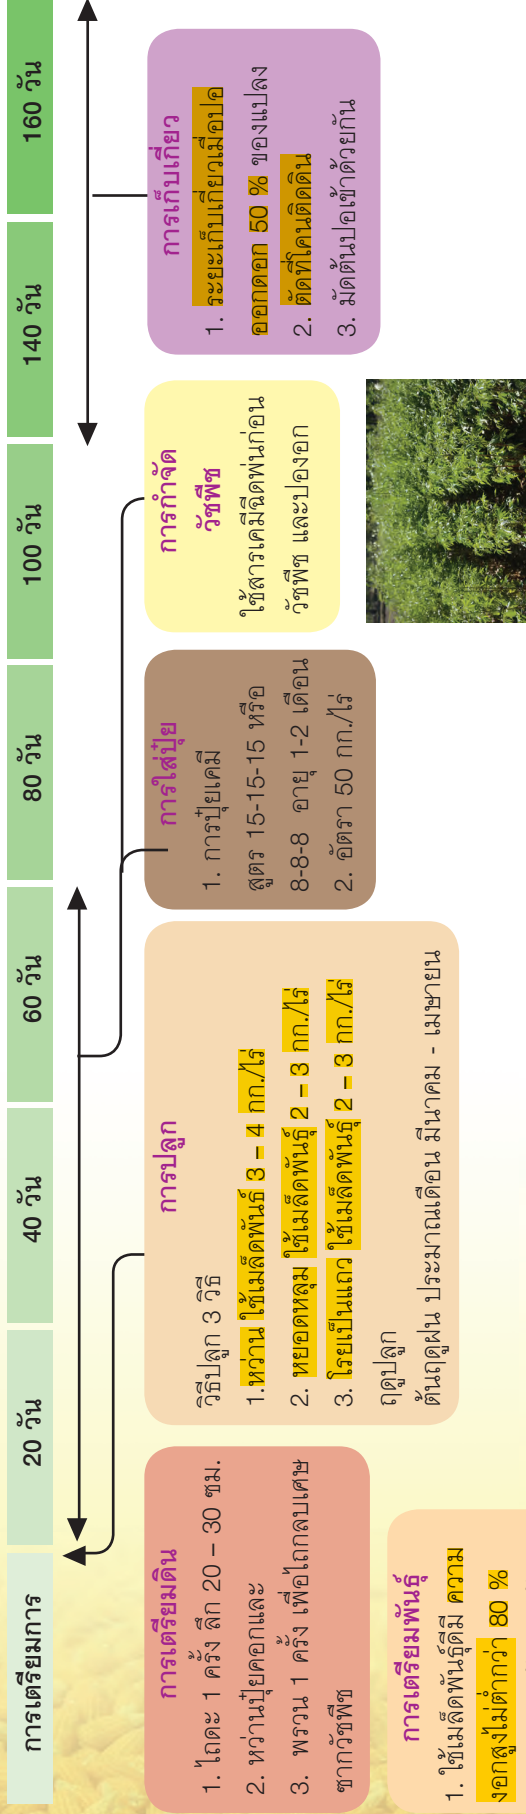 การเตรียมการ
20 วัน
40 วัน
60 วัน
80 วัน
100 วัน
140 วัน
160 วัน
การเตรียมดิน
1. ไถดะ 1 ครั้ง ลึก 20 – 30 ซม.
2. หว่านปุ๋ยคอกและ
3. พรวน 1 ครั้ง เพื่อไถกลบเศษ
ซากวัชพืช
การเตรียมพันธุ์
1. ใช้เมล็ดพันธุ์ดีมี ความ
งอกสูงไม่ต่ำกว่า 80 %
การปลูก
วิธีปลูก 3 วิธี
1.หว่าน ใช้เมล็ดพันธุ์ 3 – 4 กก./ไร่
2. หยอดหลุม ใช้เมล็ดพันธุ์ 2 – 3 กก./ไร่
3. โรยเป็นแถว ใช้เมล็ดพันธุ์ 2 – 3 กก./ไร่
ฤดูปลูก
ต้นฤดูฝน ประมาณเดือน มีนาคม - เมษายน
การใส่ปุ๋ย
1. การปุ๋ยเคมี
สูตร 15-15-15 หรือ
8-8-8 อายุ 1-2 เดือน
2. อัตรา 50 กก./ไร่
การกำจัด
วัชพืช
ใช้สารเคมีฉีดพ่นก่อน
วัชพืช และปองอก
การเก็บเกี่ยว
1. ระยะเก็บเกี่ยวเมื่อปอ
ออกดอก 50 % ของแปลง
2. ตัดที่โคนติดดิน
3. มัดต้นปอเข้าด้วยกัน